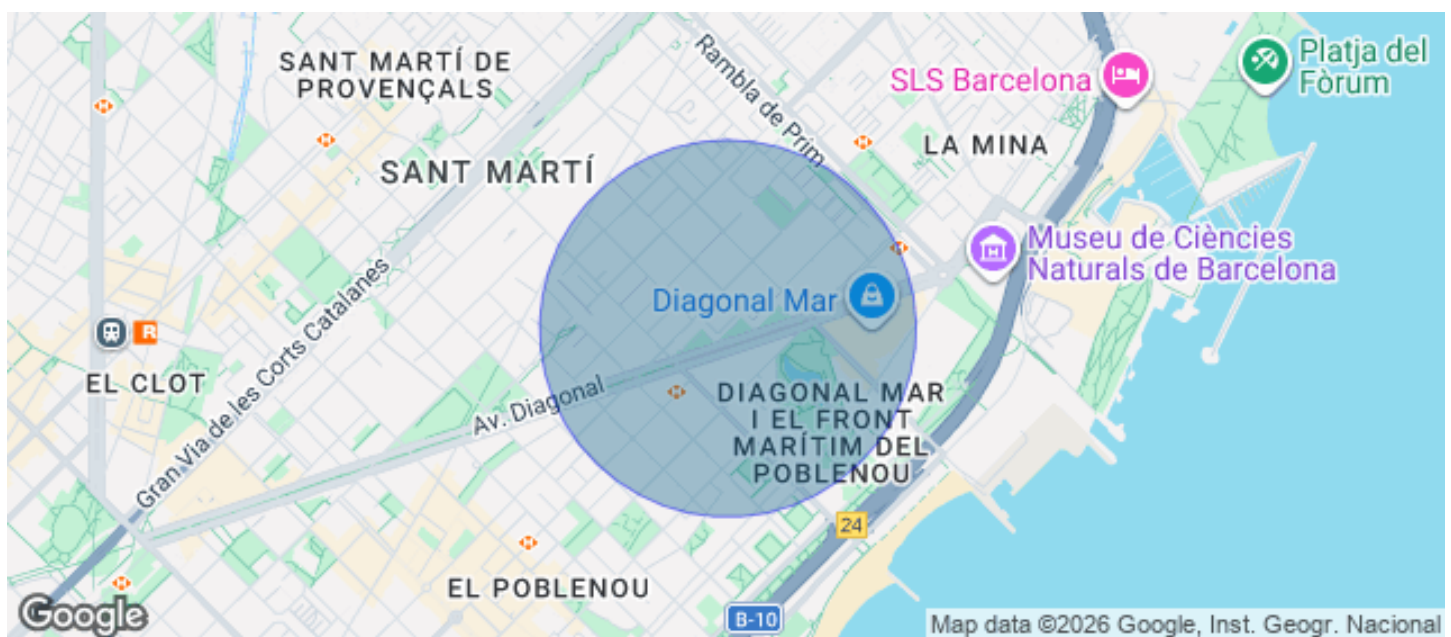 SANT MARTÍ DE
PROVENÇALS
Rambla de Prim
SLS Barcelona
Platja del
Fòrum
LA MINA
SANT MARTÍ
Museu de Ciències
Naturals de Barcelona
Diagonal Mar
Gran Via de les Corts Catalanes
R
EL CLOT
Av. Diagonal
DIAGONAL MAR
I EL FRONT
MARÍTIM DEL
POBLENOU
24
EL POBLENOU
B-10
Google
Map data ©2026 Google, Inst. Geogr. Nacional